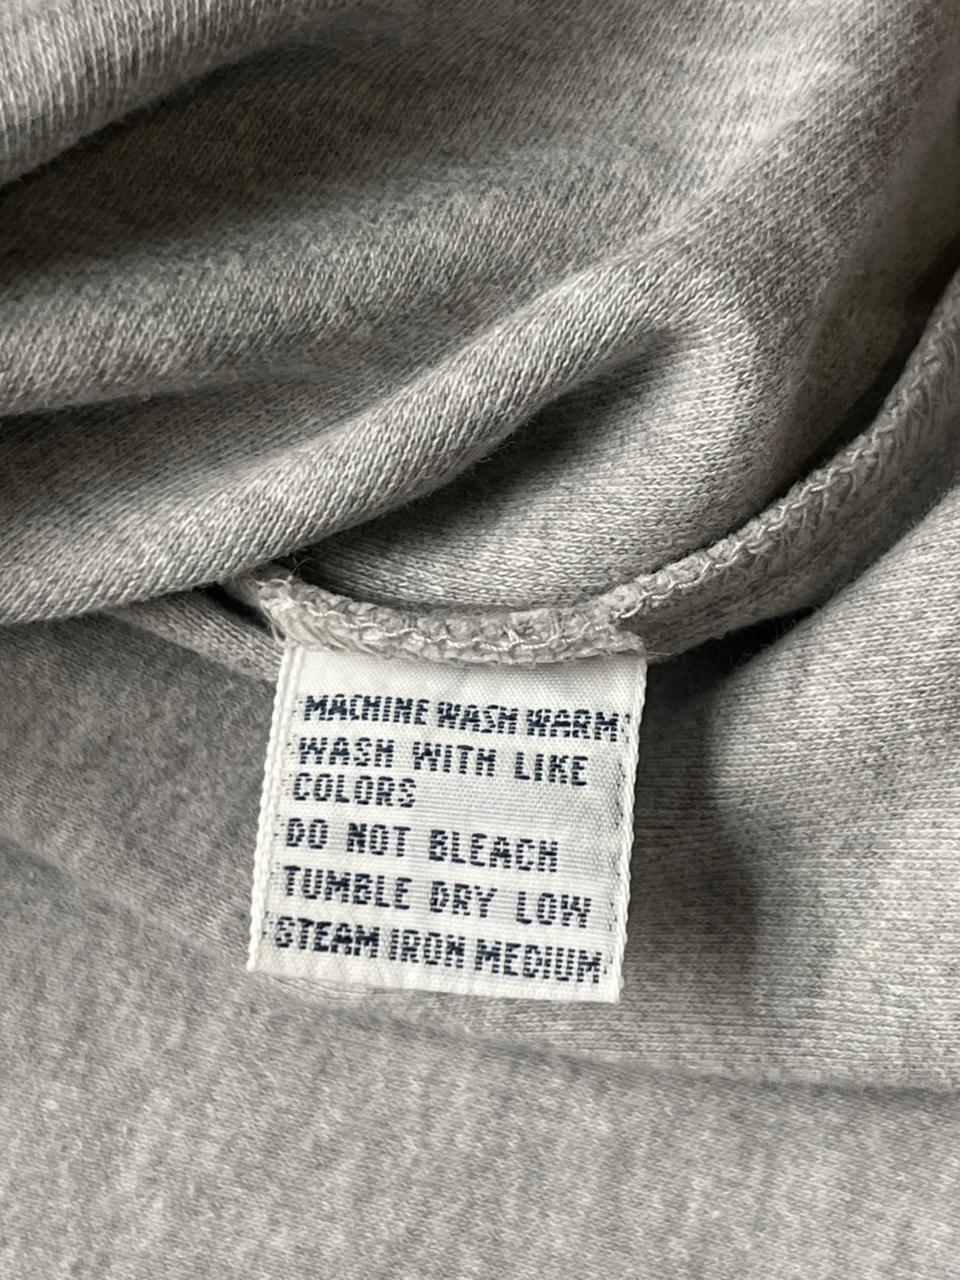 MACHINE WASH WARM
WASH WITH LIKE
COLORS
DO NOT BLEACH
TUMBLE DRY LOW
STEAM IRON MEDIUM